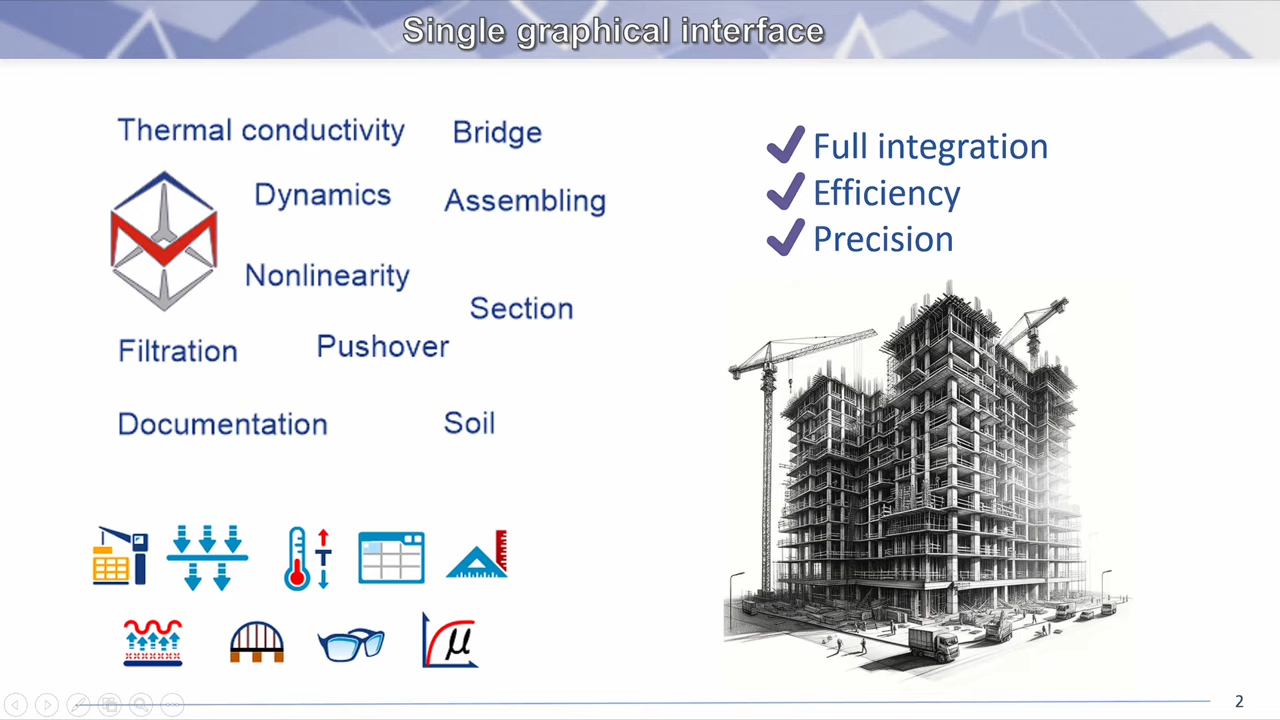 Single graphical interface
Thermal conductivity
Bridge
Dynamics
Assembling
Nonlinearity
Section
Filtration
Pushover
Documentation
Soil
✔ Full integration
✔ Efficiency
✔ Precision
T
μ
2